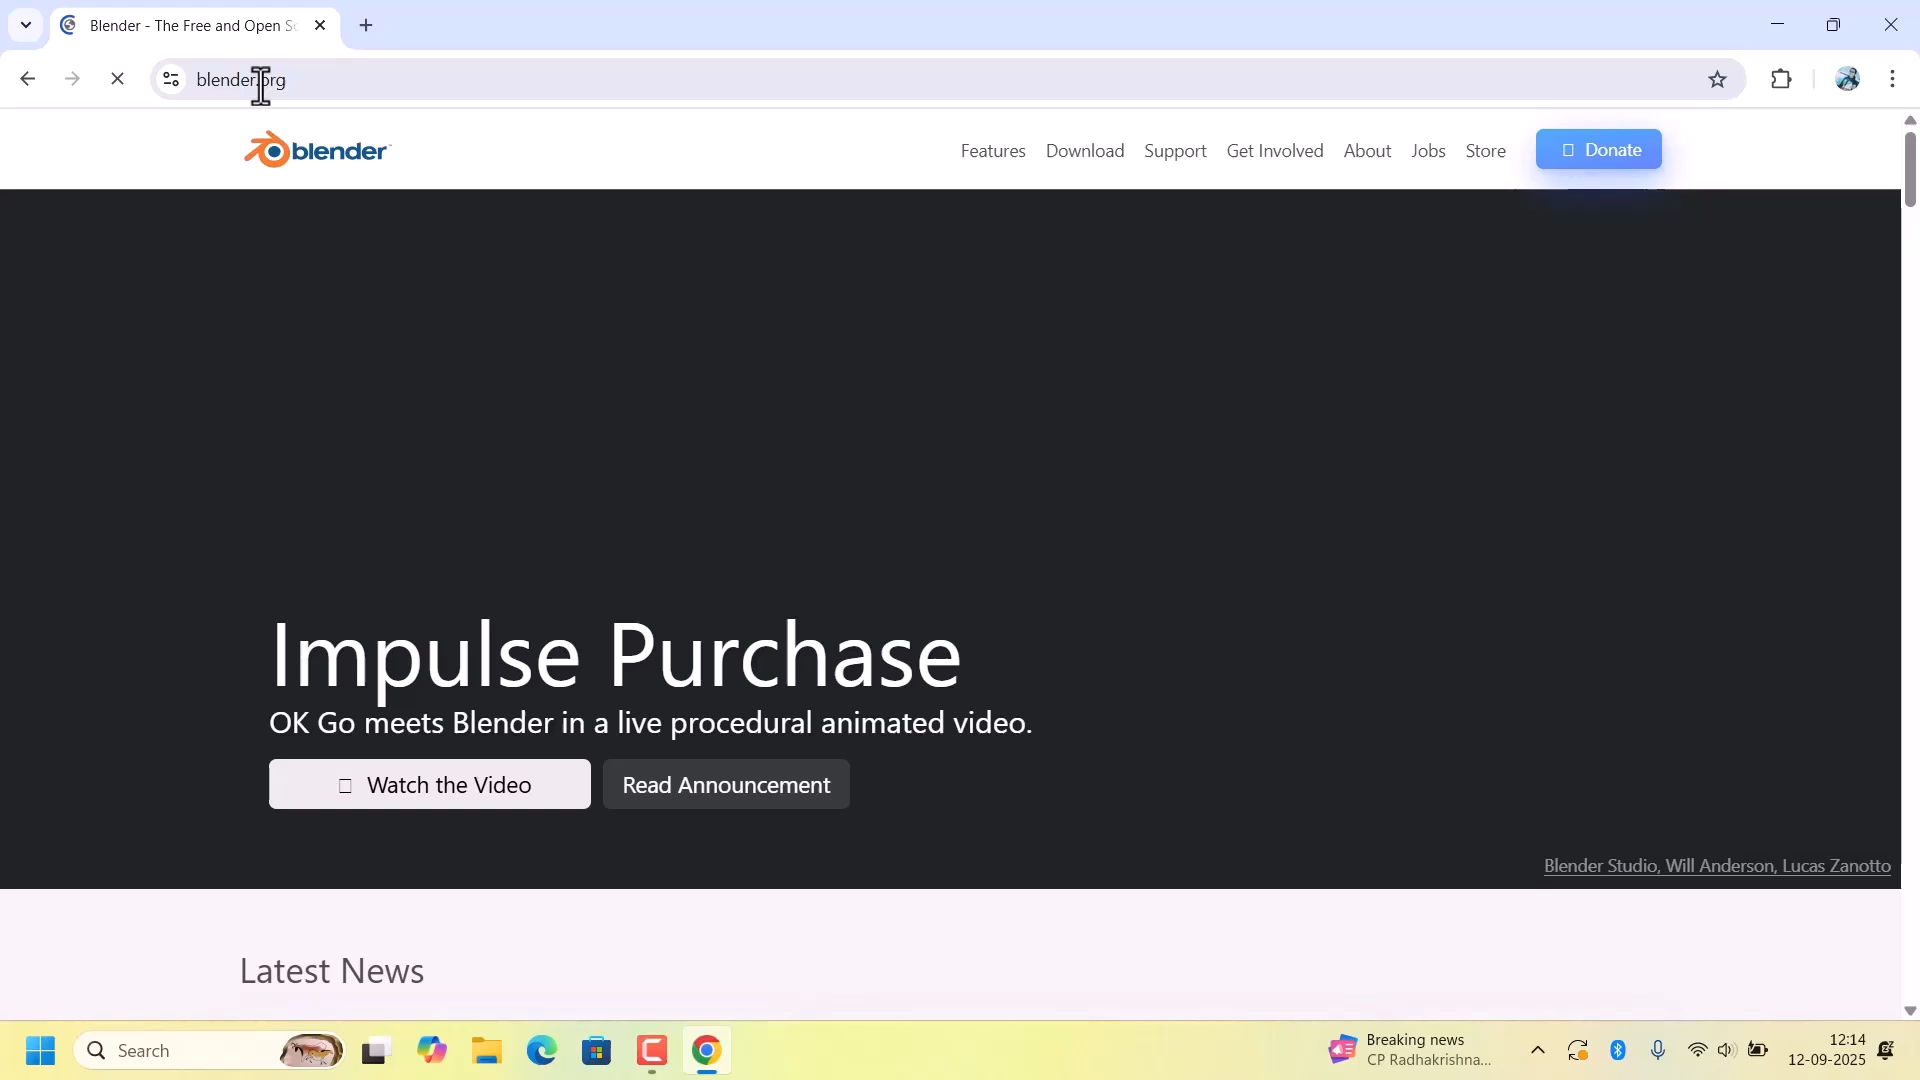 Blender - The Free and Open So
blender.org
blender
Features Download Support Get Involved About Jobs Store Donate
Impulse Purchase
OK Go meets Blender in a live procedural animated video.
Watch the Video Read Announcement
Blender Studio, Will Anderson, Lucas Zanotto
Latest News
Search
Breaking news
CP Radhakrishna...
12:14
12-09-2025